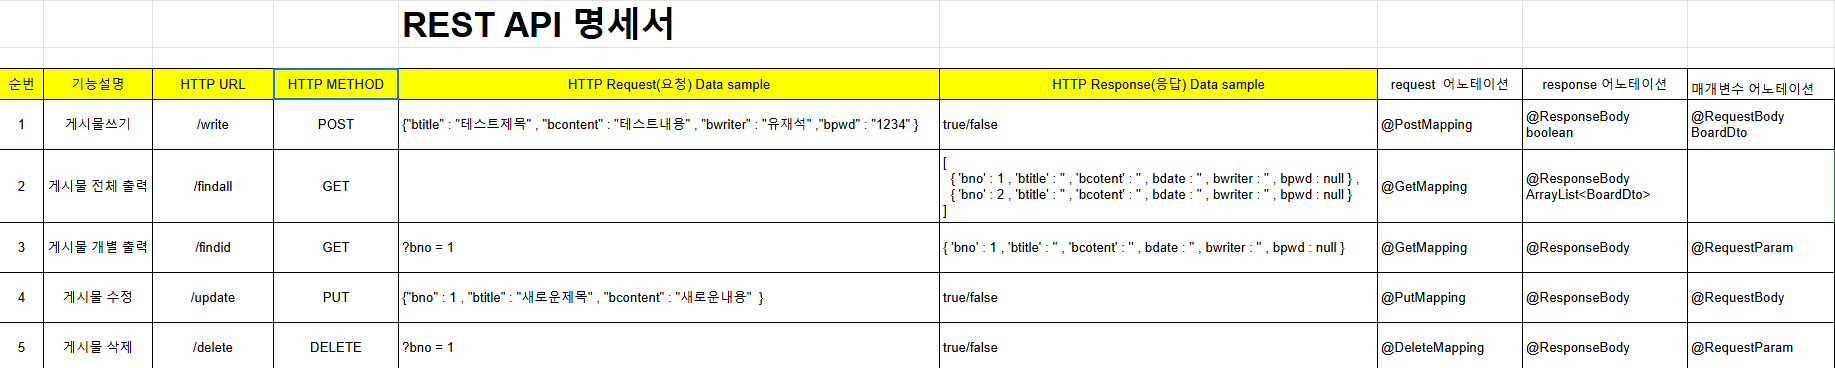 REST API 명세서
순번 기능설명 HTTP URL HTTP METHOD HTTP Request(요청) Data sample HTTP Response(응답) Data sample request 어노테이션 response 어노테이션 매개변수 어노테이션
1 게시물쓰기 /write POST {"btitle" : "테스트제목" , "bcontent" : "테스트내용" , "bwriter" : "유재석" ,"bpwd" : "1234" } true/false @PostMapping @ResponseBody boolean @RequestBody BoardDto
2 게시물 전체 출력 /findall GET
[
{ 'bno' : 1 , 'btitle' : '' , 'bcotent' : '' , bdate : '' , bwriter : '' , bpwd : null } ,
{ 'bno' : 2 , 'btitle' : '' , 'bcotent' : '' , bdate : '' , bwriter : '' , bpwd : null }
]
@GetMapping
@ResponseBody
ArrayList<BoardDto>
3 게시물 개별 출력 /findid GET ?bno = 1 { 'bno' : 1 , 'btitle' : '' , 'bcotent' : '' , bdate : '' , bwriter : '' , bpwd : null } @GetMapping @ResponseBody @RequestParam
4 게시물 수정 /update PUT {"bno" : 1 , "btitle" : "새로운제목" , "bcontent" : "새로운내용" } true/false @PutMapping @ResponseBody @RequestBody
5 게시물 삭제 /delete DELETE ?bno = 1 true/false @DeleteMapping @ResponseBody @RequestParam